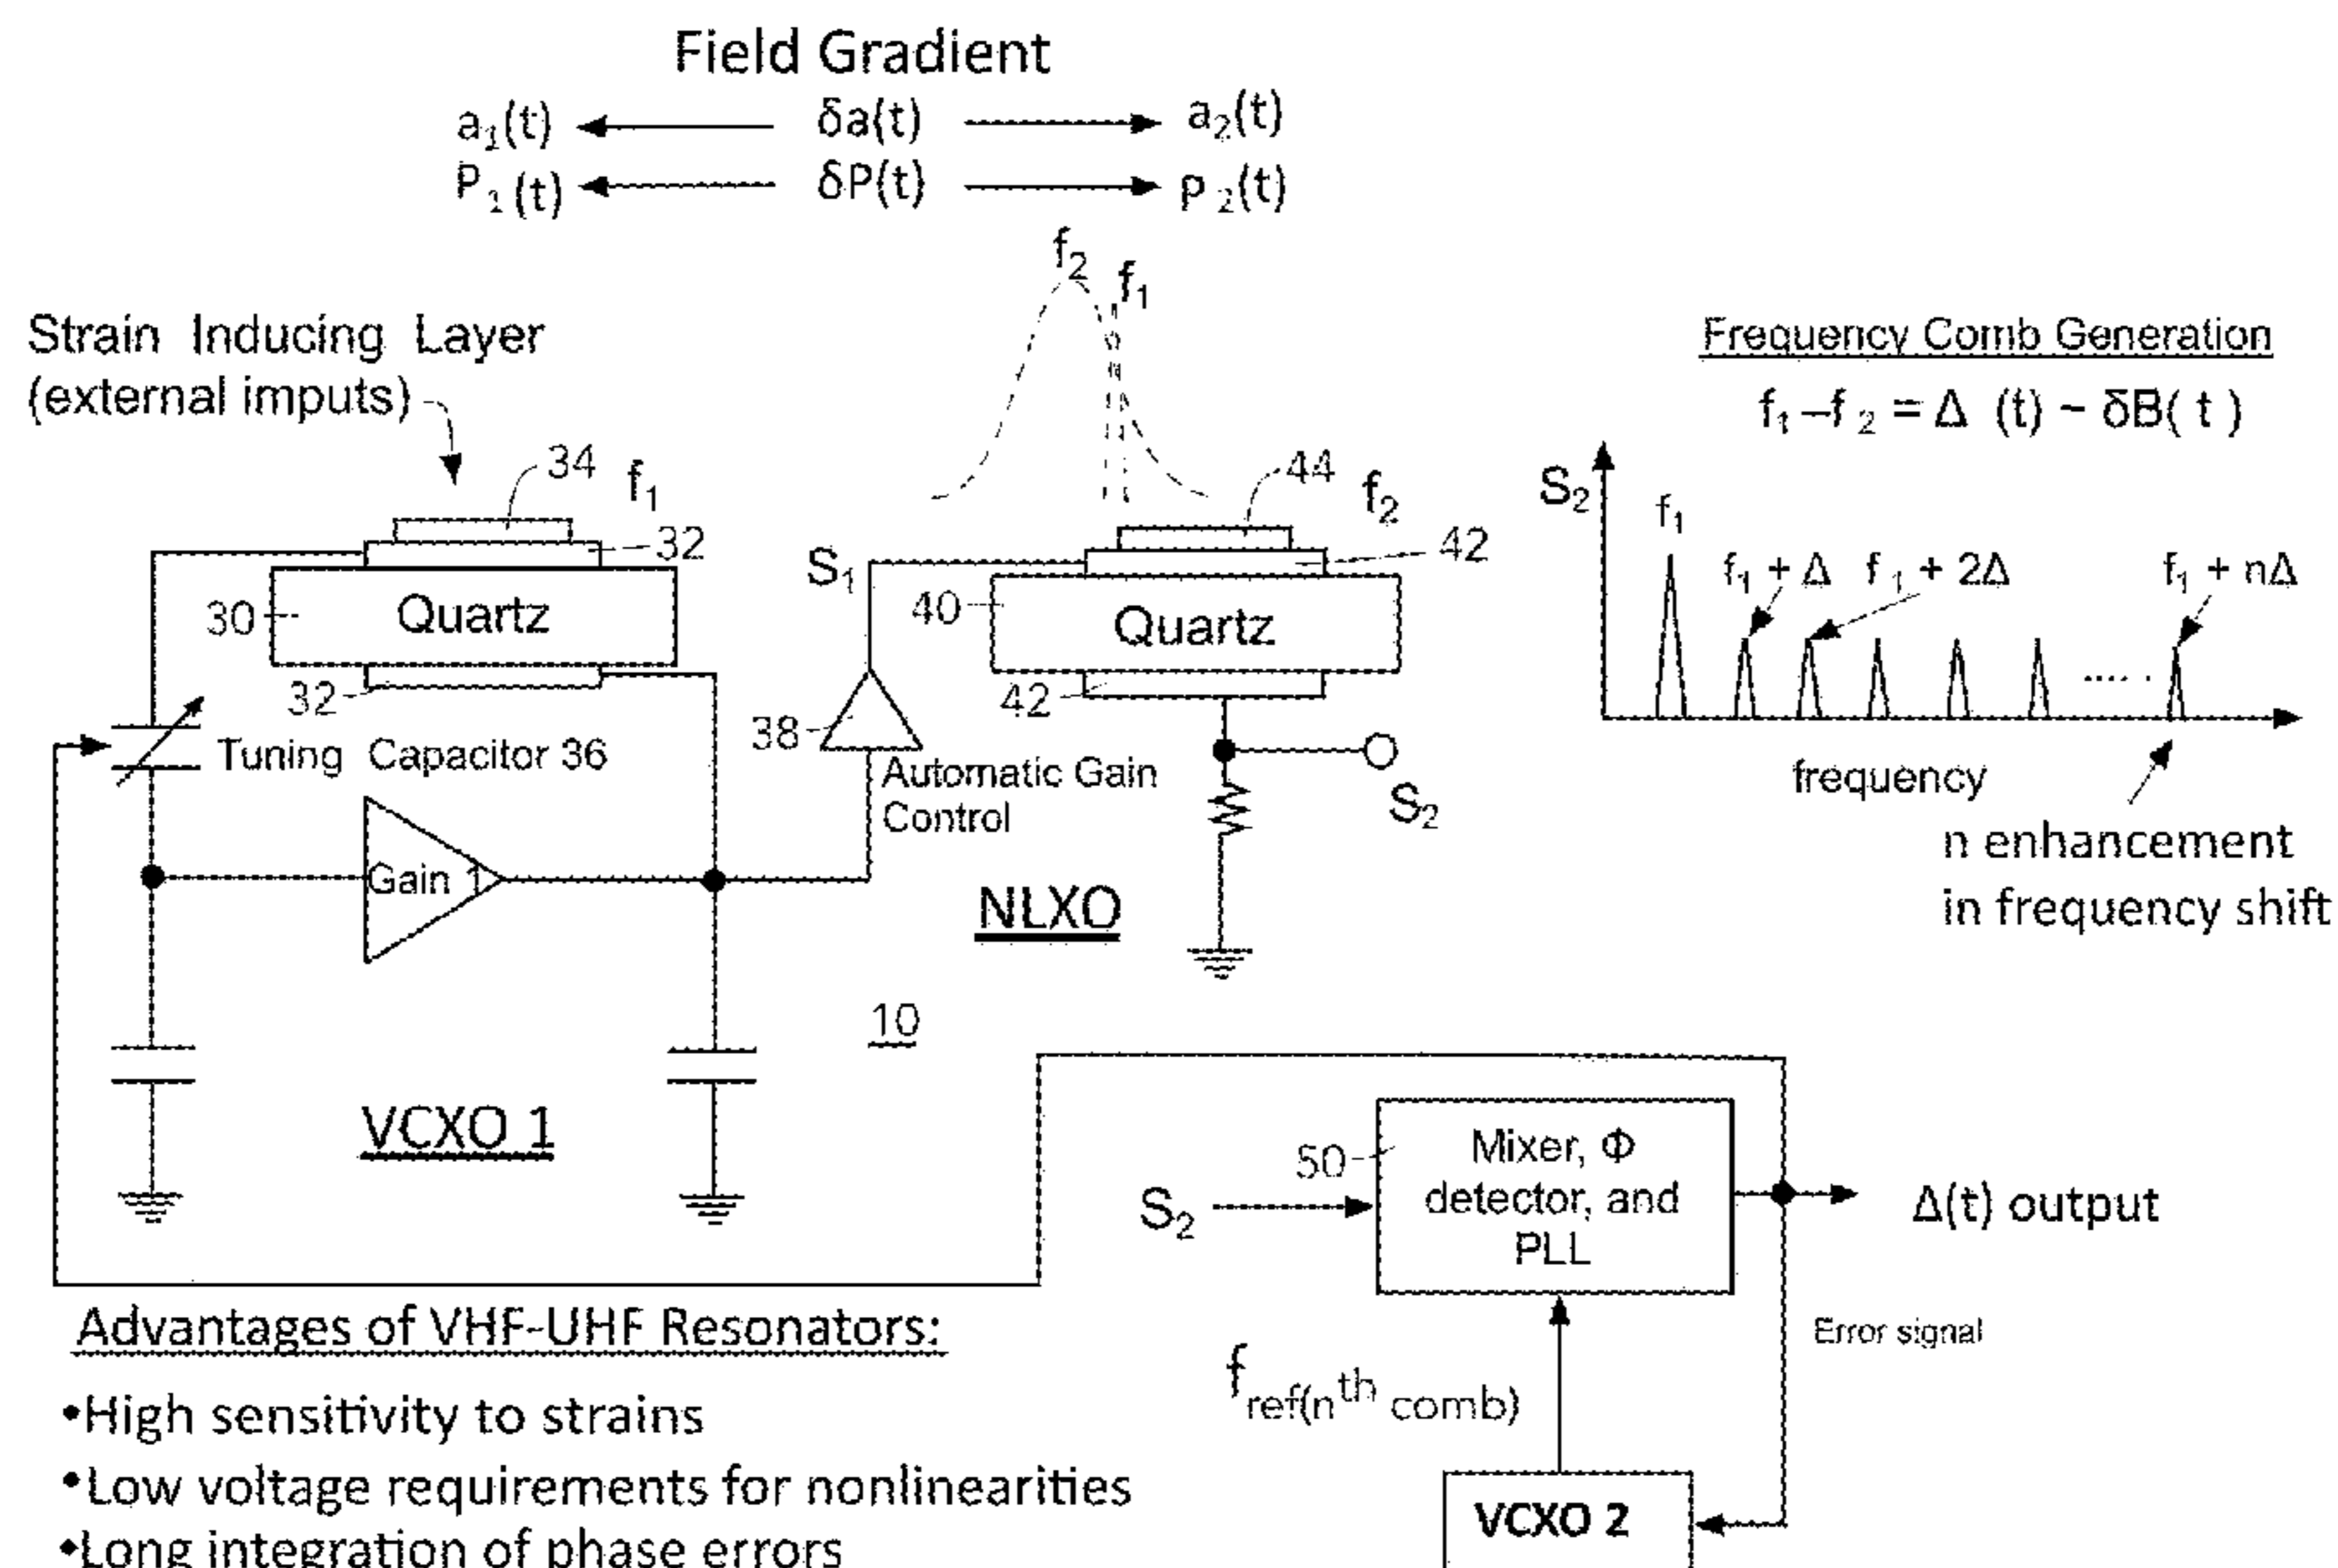 Field Gradient
a₁(t) δa(t) a₂(t)
P₁(t) δP(t) p₂(t)
f₂
f₁
Strain Inducing Layer
(external imputs)
34
f₁
32
30
Quartz
32
Tuning Capacitor 36
Gain 1
VCXO 1
S₁
38
Automatic Gain
Control
44
f₂
42
40
Quartz
42
S₂
NLXO
10
Frequency Comb Generation
f₁ – f₂ = Δ (t) ~ δB( t )
S₂
f₁
f₁ + Δ
f₁ + 2Δ
f₁ + nΔ
.....
frequency
n enhancement
in frequency shift
50
Mixer, Φ
detector, and
PLL
S₂
Δ(t) output
Error signal
f ref(nᵗʰ comb)
VCXO 2
Advantages of VHF-UHF Resonators:
•High sensitivity to strains
•Low voltage requirements for nonlinearities
•Long integration of phase errors